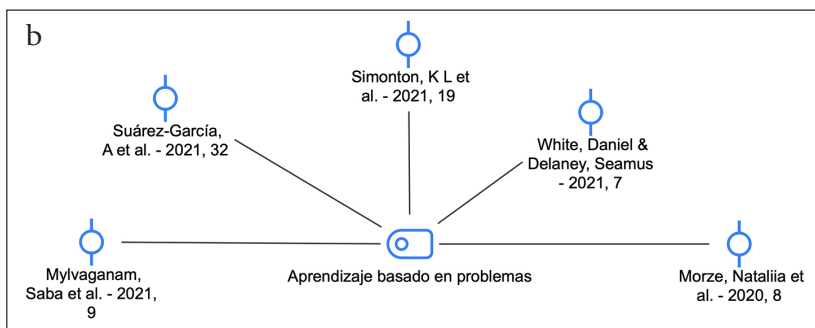 b
Simonton, K L et
al. - 2021, 19
Suárez-García,
A et al. - 2021, 32
White, Daniel &
Delaney, Seamus
- 2021, 7
Mylvaganam,
Saba et al. - 2021,
9
Aprendizaje basado en problemas
Morze, Nataliia et
al. - 2020, 8